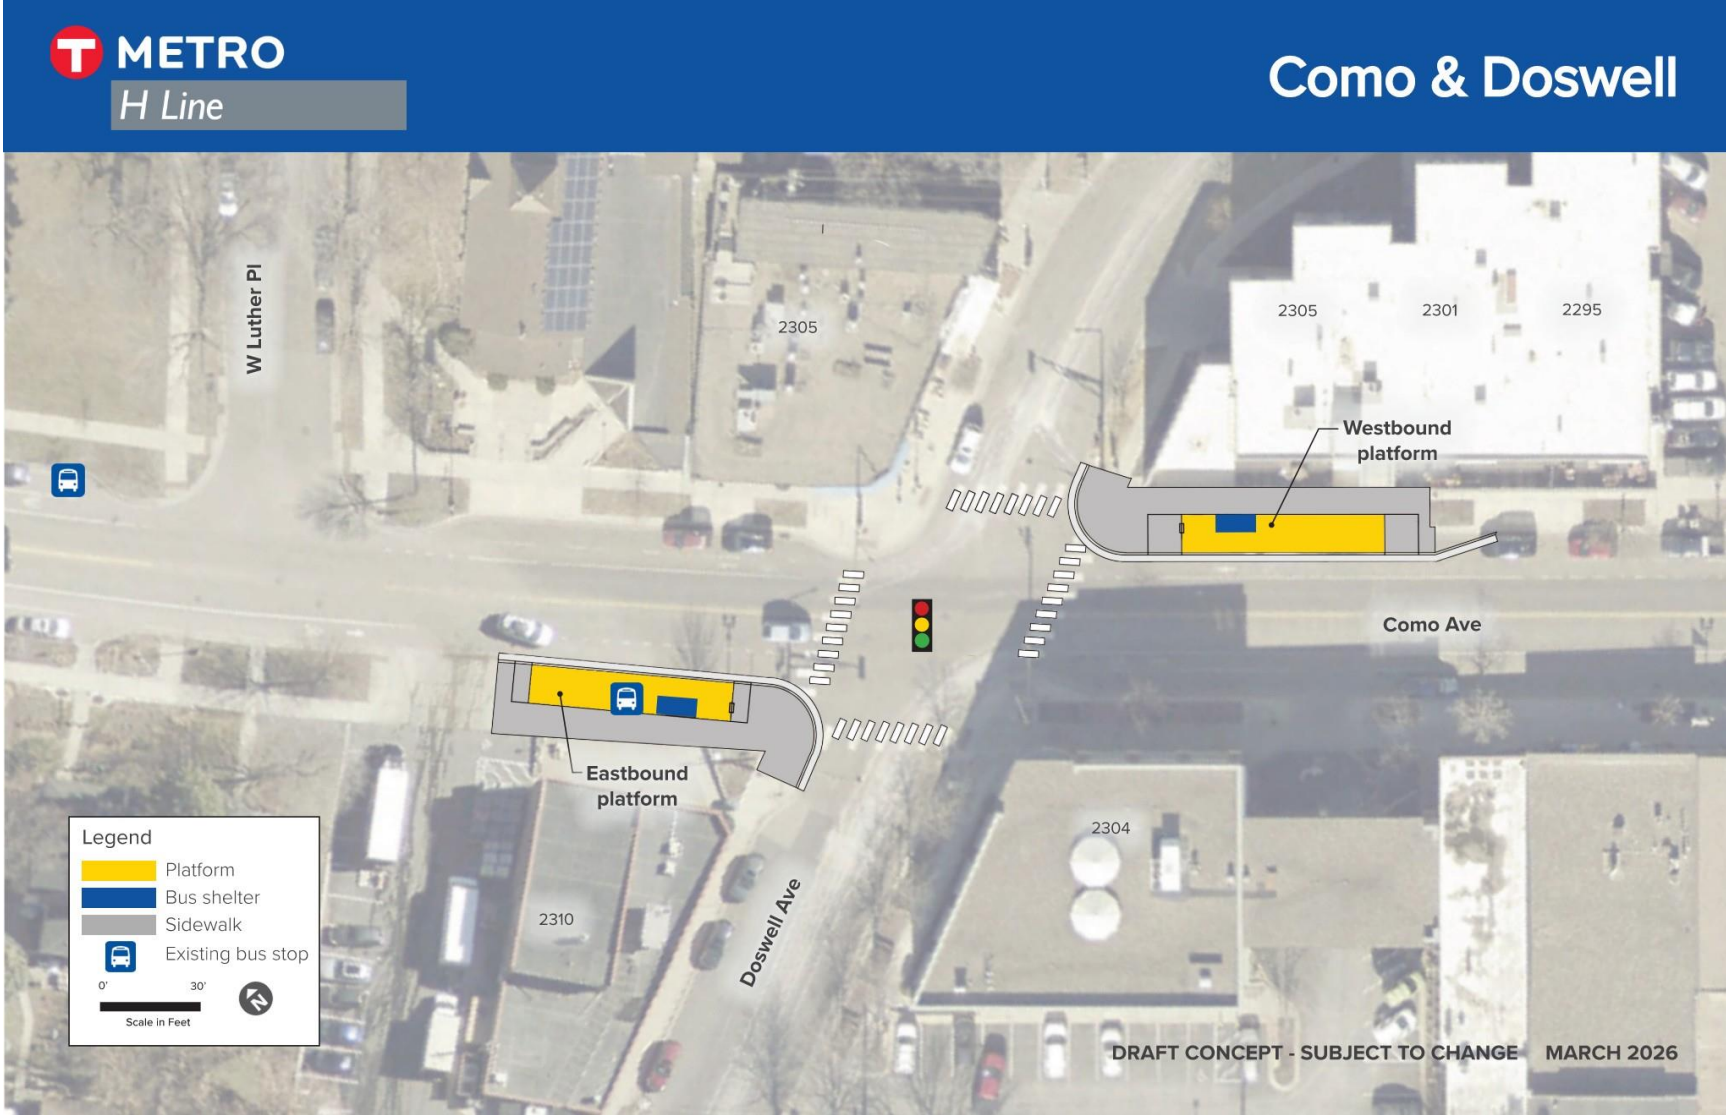 T METRO
H Line
Como & Doswell
W Luther Pl
2305
2305
2301
2295
Westbound
platform
Como Ave
Eastbound
platform
2304
2310
Doswell Ave
Legend
Platform
Bus shelter
Sidewalk
Existing bus stop
0' 30'
N
Scale in Feet
DRAFT CONCEPT - SUBJECT TO CHANGE MARCH 2026